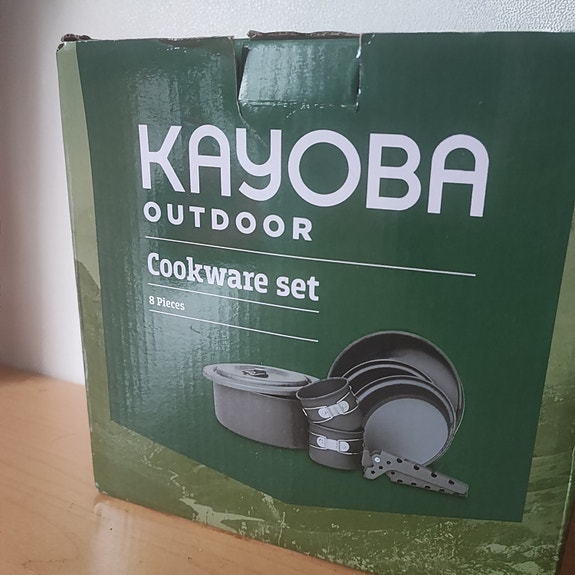 KAYOBA
OUTDOOR
Cookware set
8 Pieces